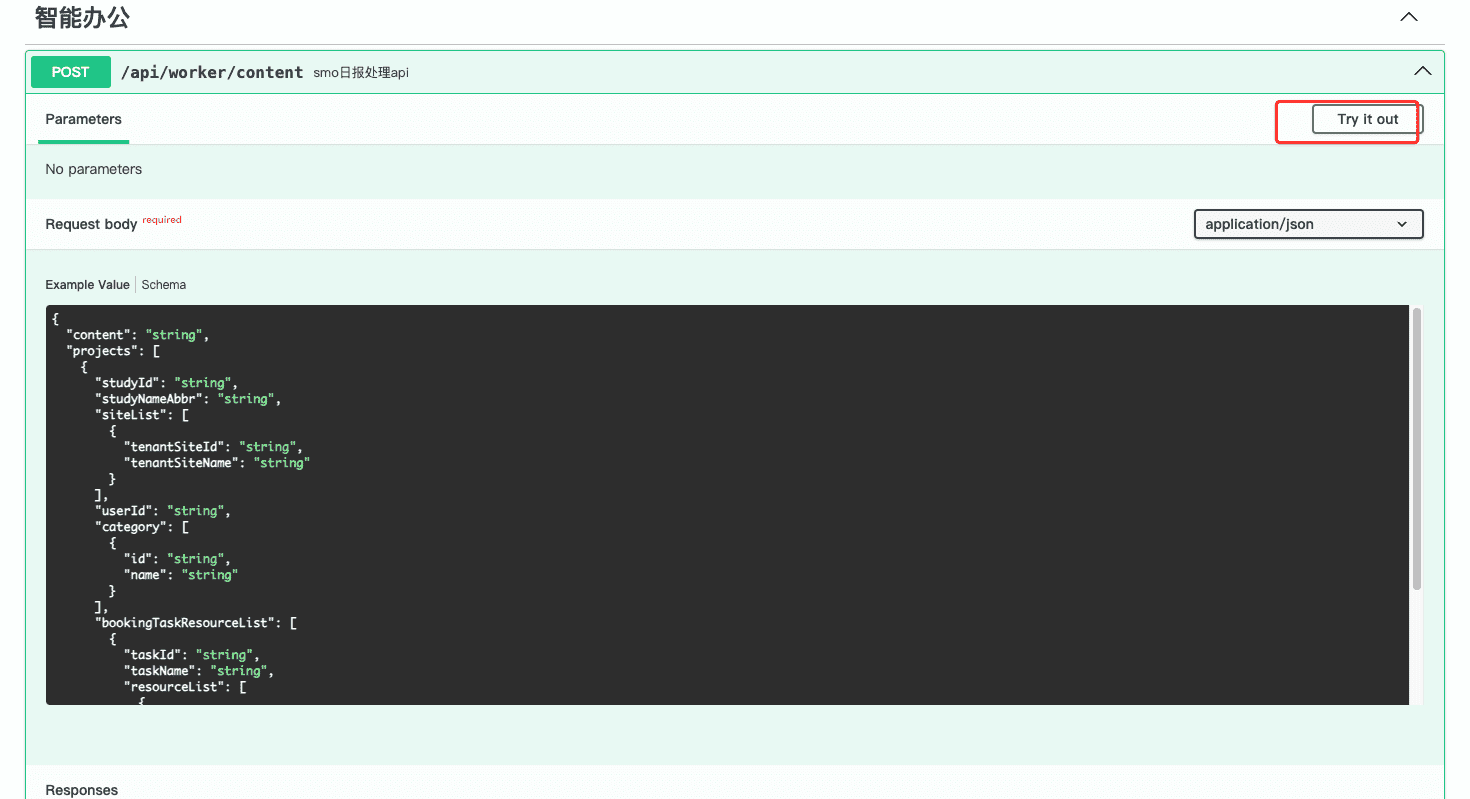 智能办公
POST /api/worker/content smo日报处理api
Parameters Try it out
No parameters
Request body required application/json
Example Value Schema
{
"content": "string",
"projects": [
{
"studyId": "string",
"studyNameAbbr": "string",
"siteList": [
{
"tenantSiteId": "string",
"tenantSiteName": "string"
}
],
"userId": "string",
"category": [
{
"id": "string",
"name": "string"
}
],
"bookingTaskResourceList": [
{
"taskId": "string",
"taskName": "string",
"resourceList": [
{
Responses